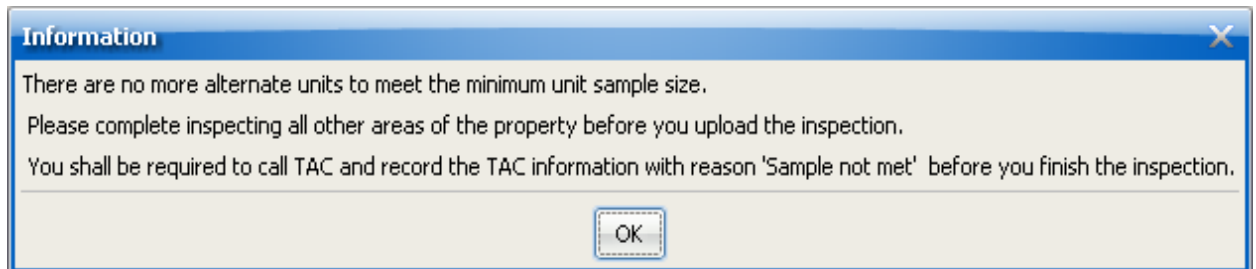 Information
There are no more alternate units to meet the minimum unit sample size.
Please complete inspecting all other areas of the property before you upload the inspection.
You shall be required to call TAC and record the TAC information with reason 'Sample not met'  before you finish the inspection.
OK